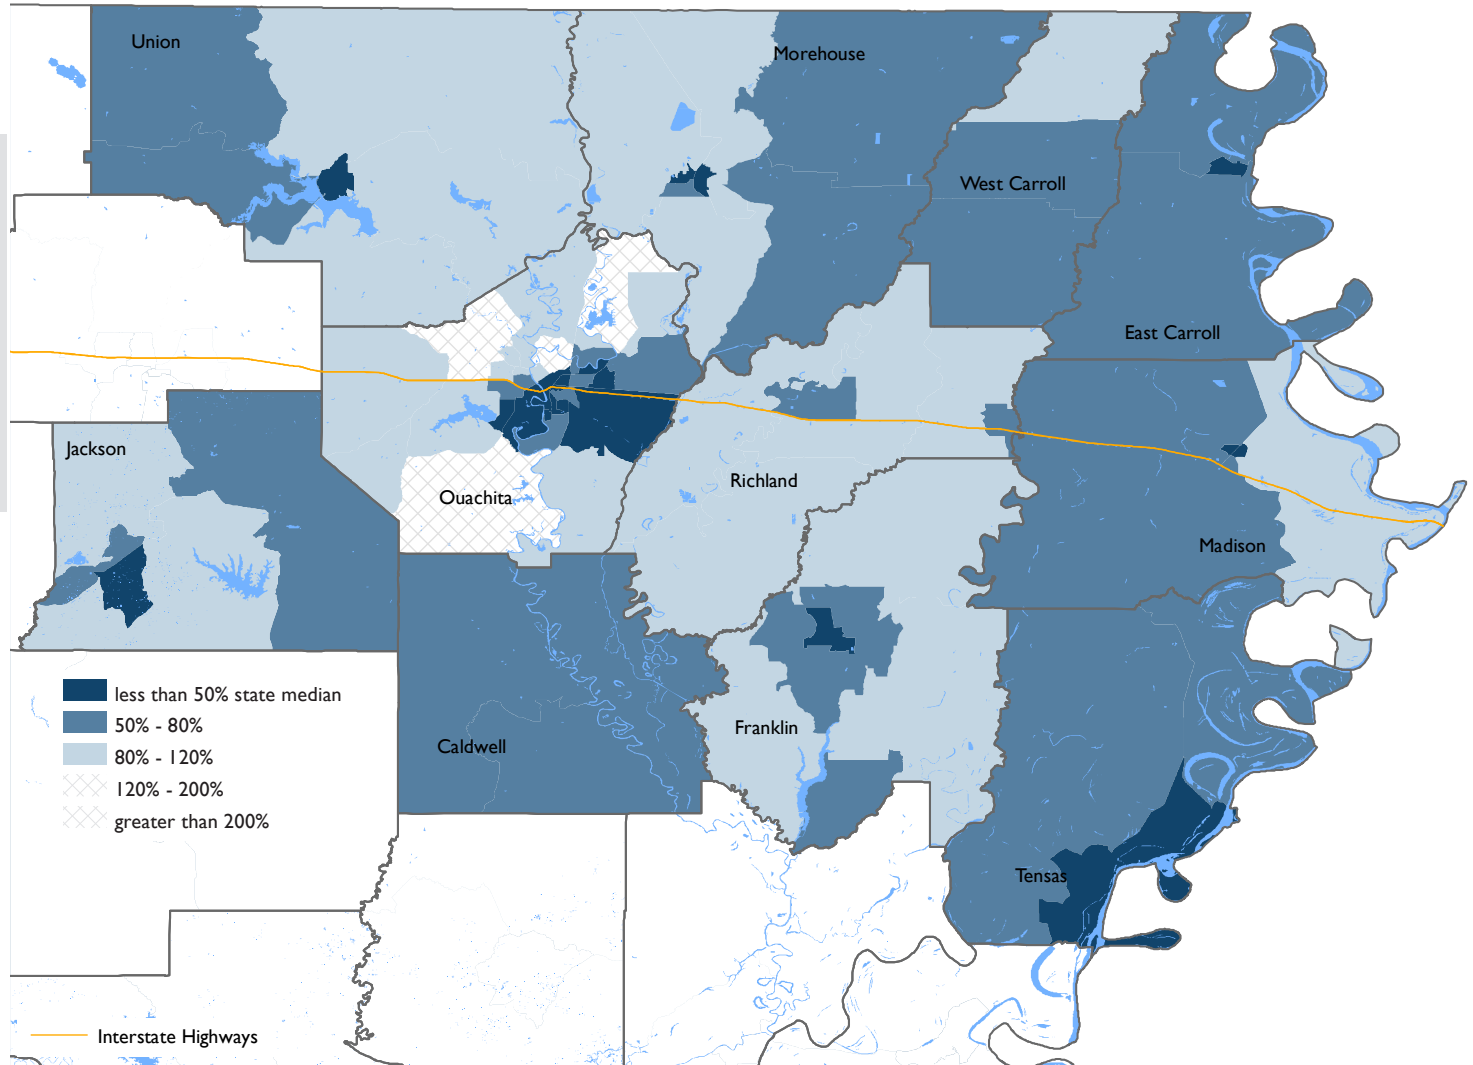 Union
Morehouse
West Carroll
East Carroll
Jackson
Richland
Ouachita
Madison
Franklin
Caldwell
Tensas
less than 50% state median
50% - 80%
80% - 120%
120% - 200%
greater than 200%
Interstate Highways